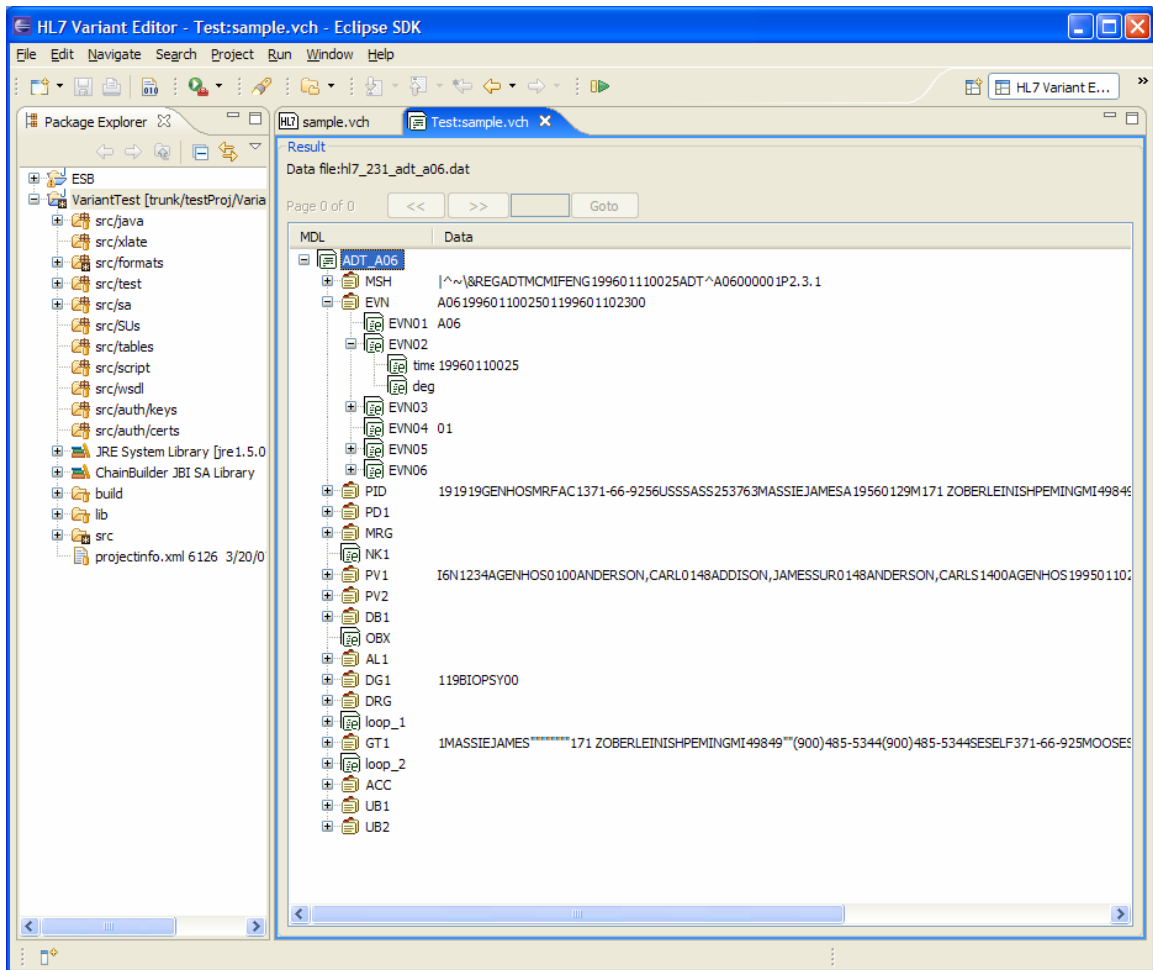 HL7 Variant Editor - Test:sample.vch - Eclipse SDK
File Edit Navigate Search Project Run Window Help
HL7 Variant E... »
Package Explorer
ESB
VariantTest [trunk/testProj/Varia
src/java
src/xlate
src/formats
src/test
src/sa
src/SUs
src/tables
src/script
src/wsdl
src/auth/keys
src/auth/certs
JRE System Library [jre1.5.0
ChainBuilder JBI SA Library
build
lib
src
projectinfo.xml 6126 3/20/0
HL7 sample.vch Test:sample.vch
Result
Data file:hl7_231_adt_a06.dat
Page 0 of 0 << >> Goto
MDL Data
ADT_A06
MSH |^~\&REGADTMCMIFENG199601110025ADT^A06000001P2.3.1
EVN A061996011002501199601102300
EVN01 A06
EVN02
time 19960110025
deg
EVN03
EVN04 01
EVN05
EVN06
PID 191919GENHOSMRFAC1371-66-9256USSSASS253763MASSIEJAMESA19560129M171 ZOBERLEINISHPEMINGMI49849
PD1
MRG
NK1
PV1 I6N1234AGENHOS0100ANDERSON,CARL0148ADDISON,JAMESSUR0148ANDERSON,CARLS1400AGENHOS199501102
PV2
DB1
OBX
AL1
DG1 119BIOPSY00
DRG
loop_1
GT1 1MASSIEJAMES""""""""171 ZOBERLEINISHPEMINGMI49849""(900)485-5344(900)485-5344SESELF371-66-925MOOSES
loop_2
ACC
UB1
UB2